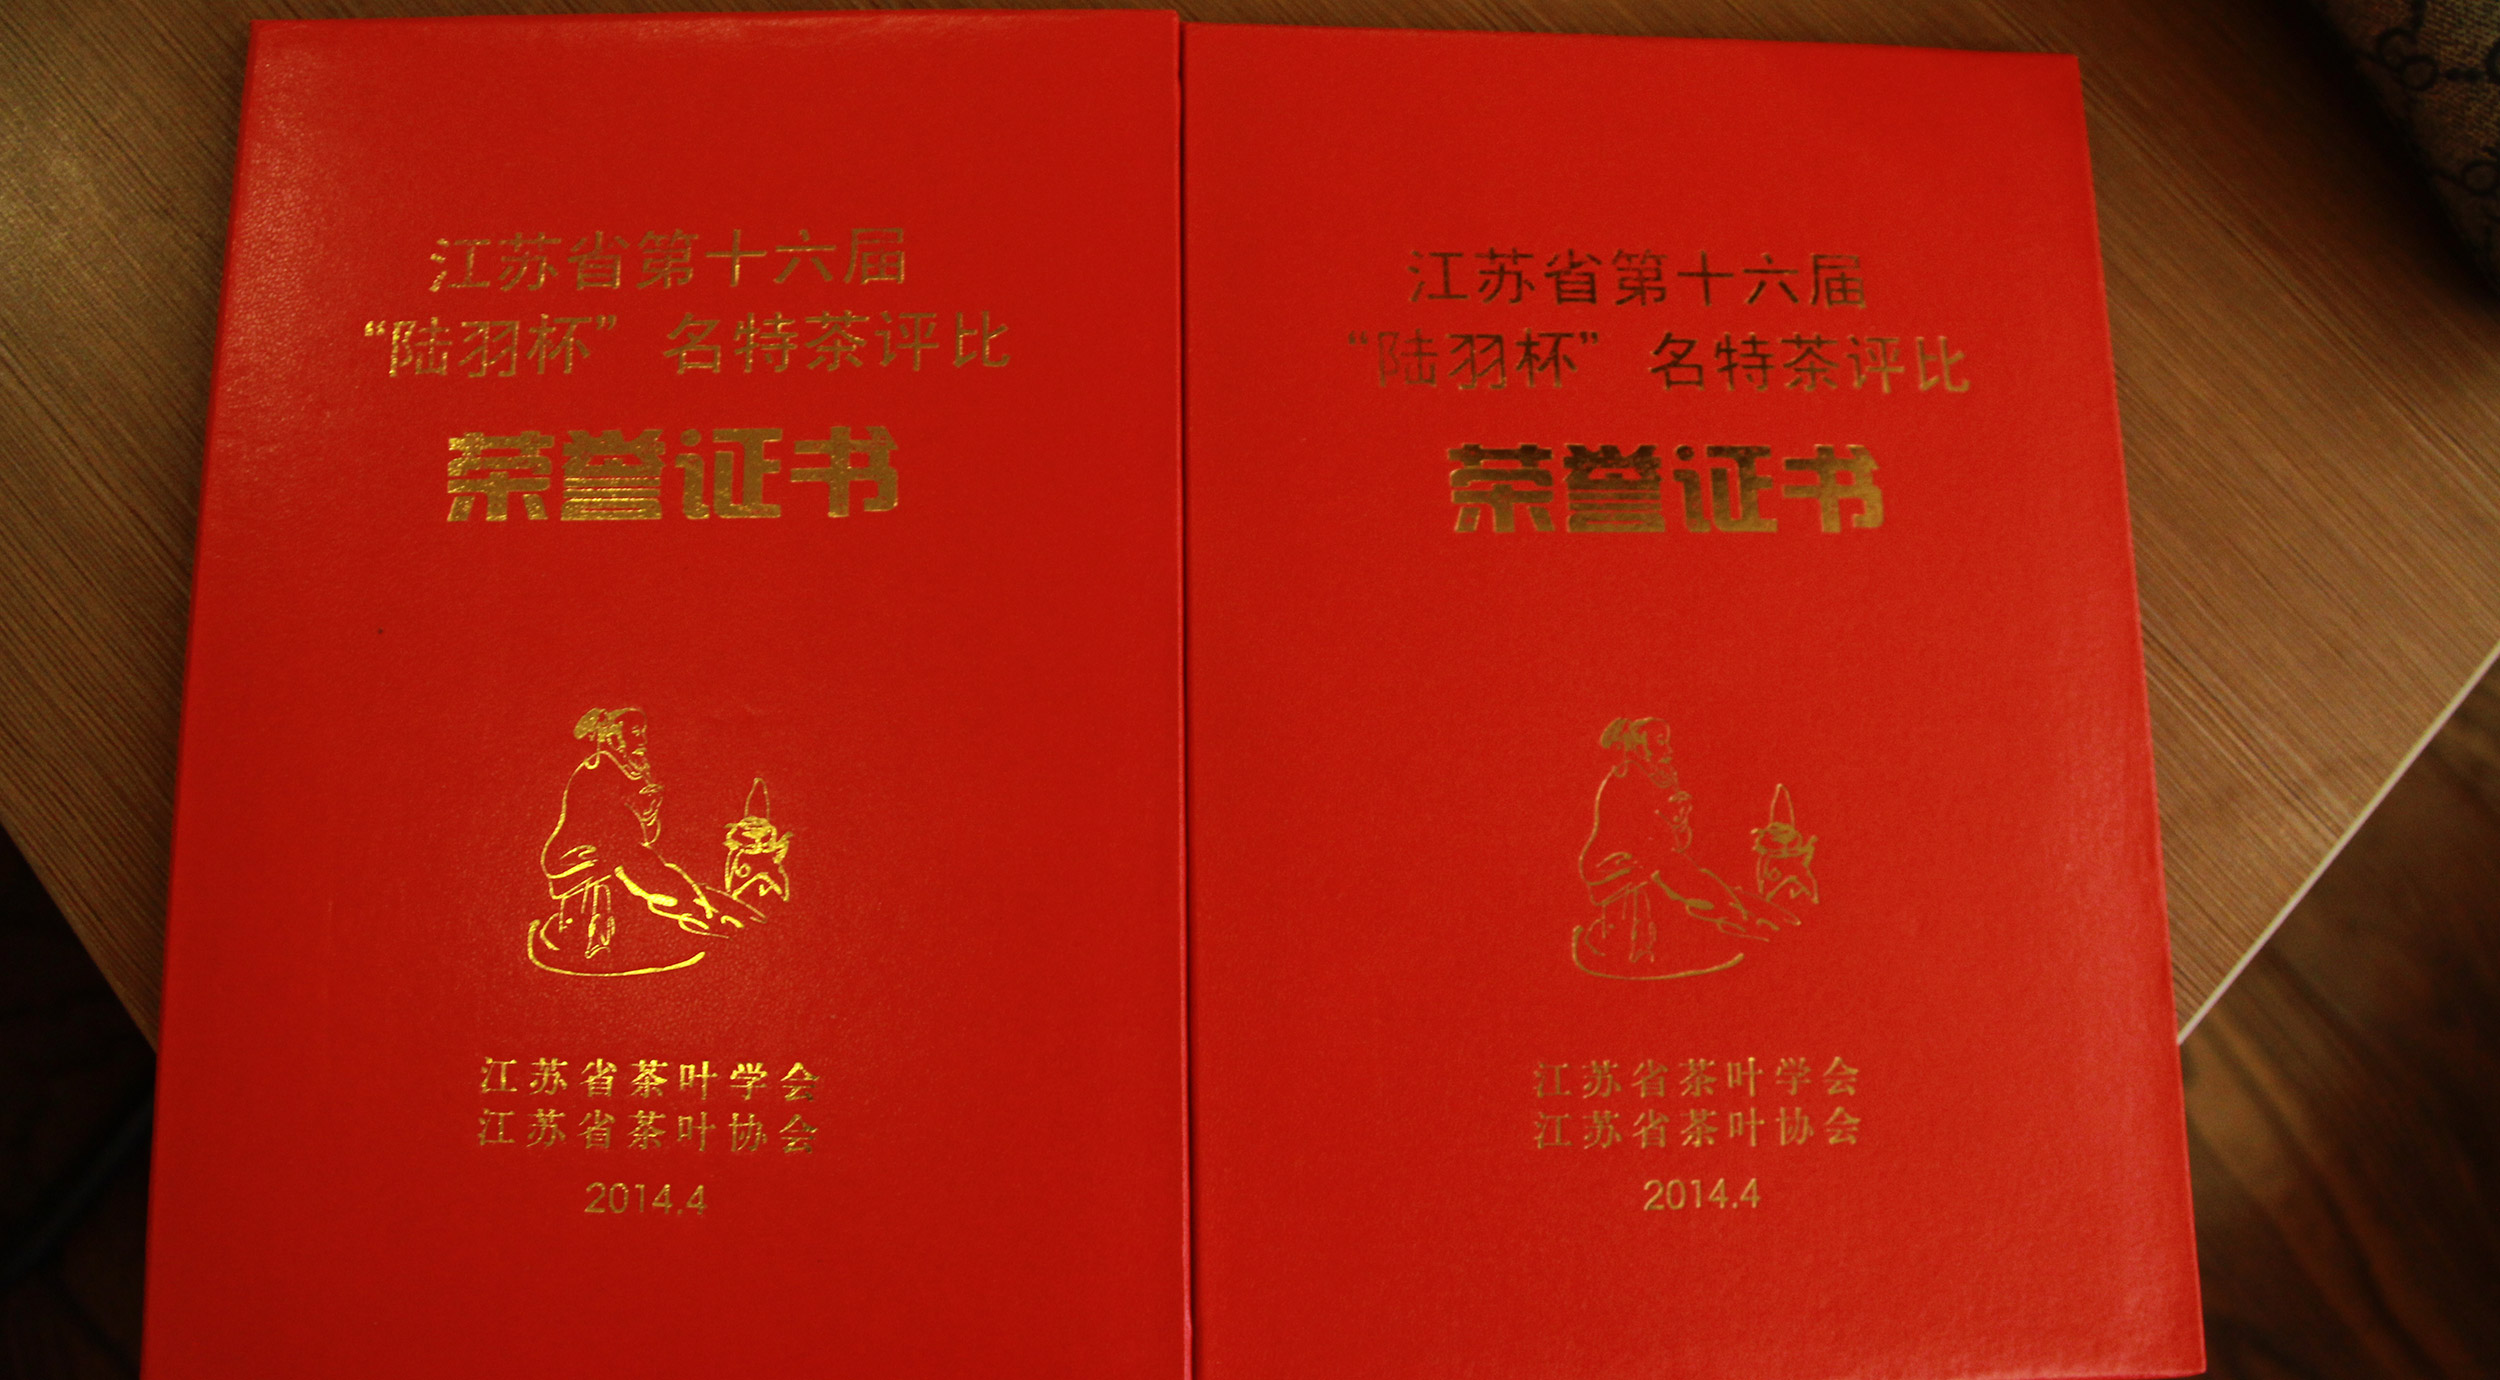 江苏省第十六届
“陆羽杯” 名特茶评比
荣誉证书
江苏省茶叶学会
江苏省茶叶协会
2014.4
江苏省第十六届
“陆羽杯” 名特茶评比
荣誉证书
江苏省茶叶学会
江苏省茶叶协会
2014.4